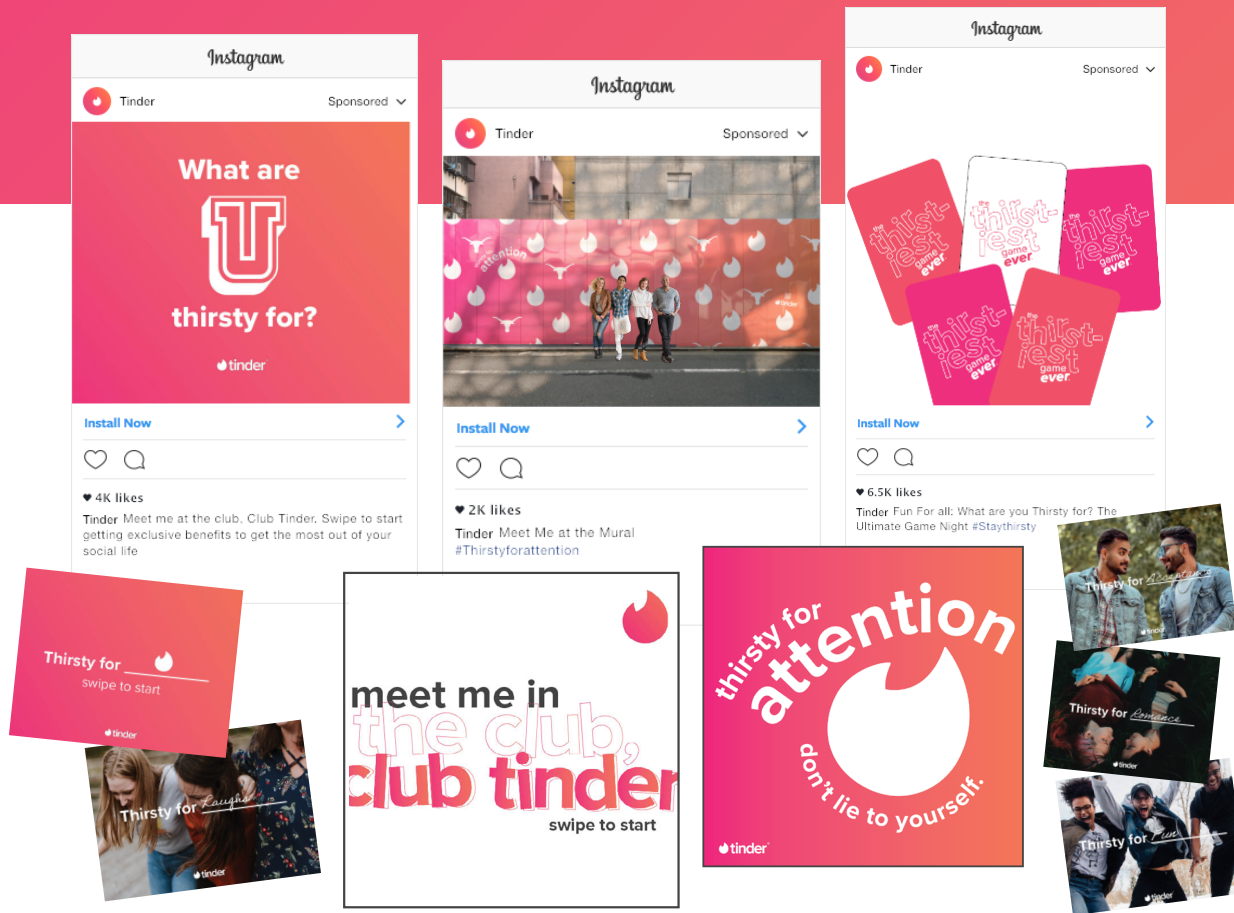 Instagram
Tinder Sponsored
What are
U
thirsty for?
tinder
Install Now
4K likes
Tinder Meet me at the club, Club Tinder. Swipe to start
getting exclusive benefits to get the most out of your
social life
Instagram
Tinder Sponsored
attention
tinder
Install Now
2K likes
Tinder Meet Me at the Mural
#Thirstyforattention
Instagram
Tinder Sponsored
the
thirst-
iest
game
ever
the
thirst-
iest
game
ever
the
thirst-
iest
game
ever
the
thirst-
iest
game
ever
the
thirst-
iest
game
ever
Install Now
6.5K likes
Tinder Fun For all: What are you Thirsty for? The
Ultimate Game Night #Staythirsty
Thirsty for
swipe to start
tinder
Thirsty for Laughs
tinder
meet me in
the club,
club tinder
swipe to start
thirsty for
attention
don't lie to yourself.
tinder
Thirsty for Acceptance
tinder
Thirsty for Romance
tinder
Thirsty for Fun
tinder